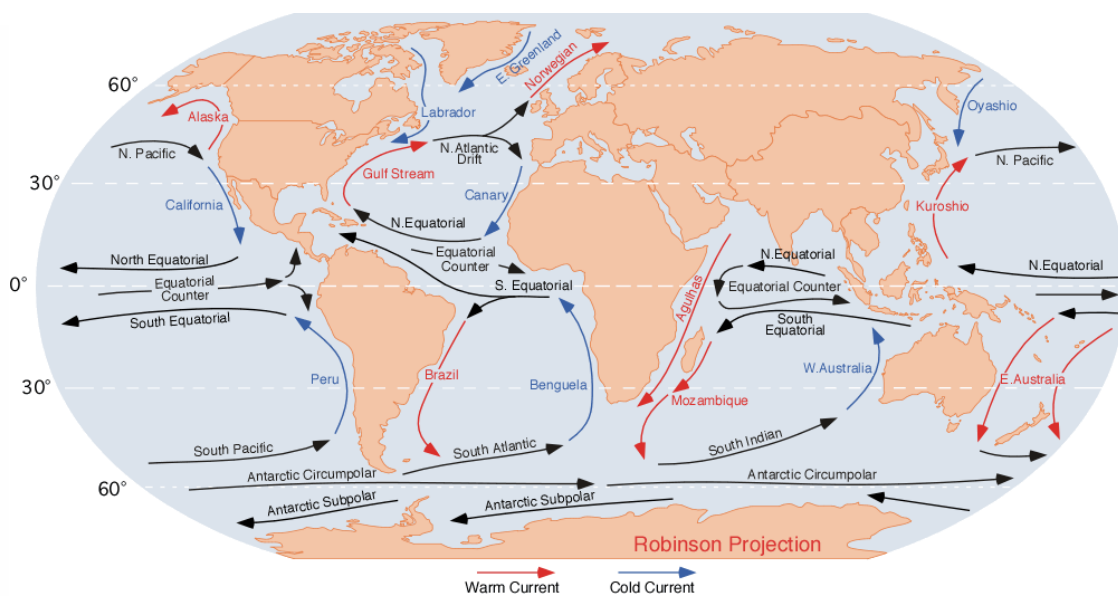 E. Greenland
Norwegian
60°
Oyashio
Labrador
Alaska
N. Pacific
N. Atlantic
Drift
N. Pacific
Gulf Stream
30°
Canary
California
Kuroshio
N.Equatorial
North Equatorial
Equatorial
Counter
N.Equatorial
N.Equatorial
Equatorial
Counter
S. Equatorial
Equatorial Counter
0°
South Equatorial
Agulhas
South
Equatorial
Peru
Brazil
Benguela
W.Australia
E.Australia
30°
Mozambique
South Pacific
South Atlantic
South Indian
Antarctic Circumpolar
Antarctic Circumpolar
60°
Antarctic Subpolar
Antarctic Subpolar
Robinson Projection
Warm Current
Cold Current